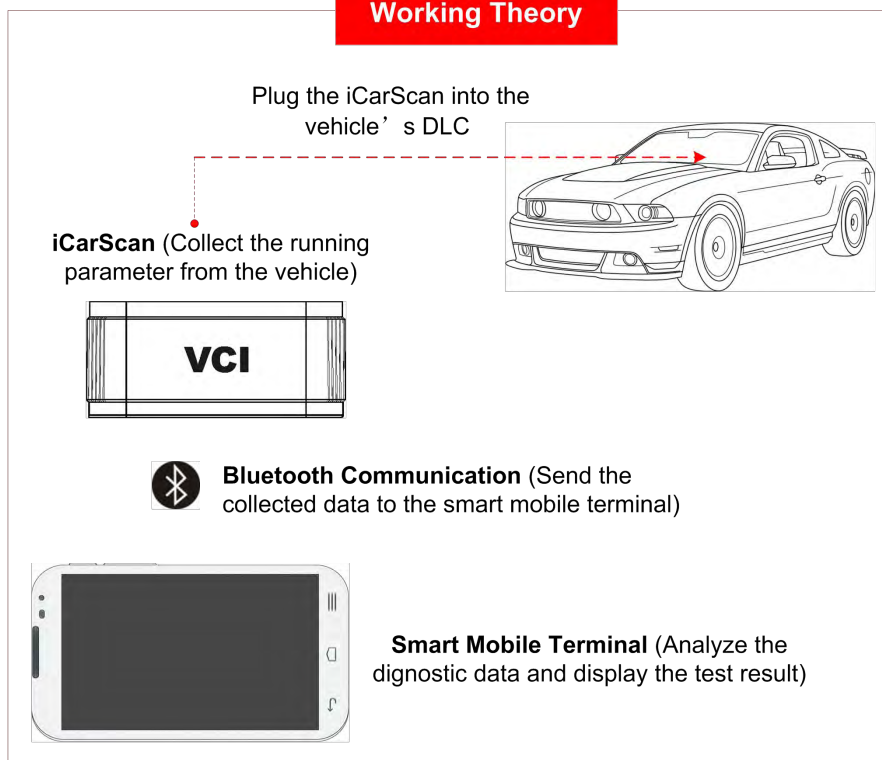 Working Theory
Plug the iCarScan into the
vehicle’ s DLC
iCarScan (Collect the running
parameter from the vehicle)
VCI
Bluetooth Communication (Send the
collected data to the smart mobile terminal)
Smart Mobile Terminal (Analyze the
dignostic data and display the test result)